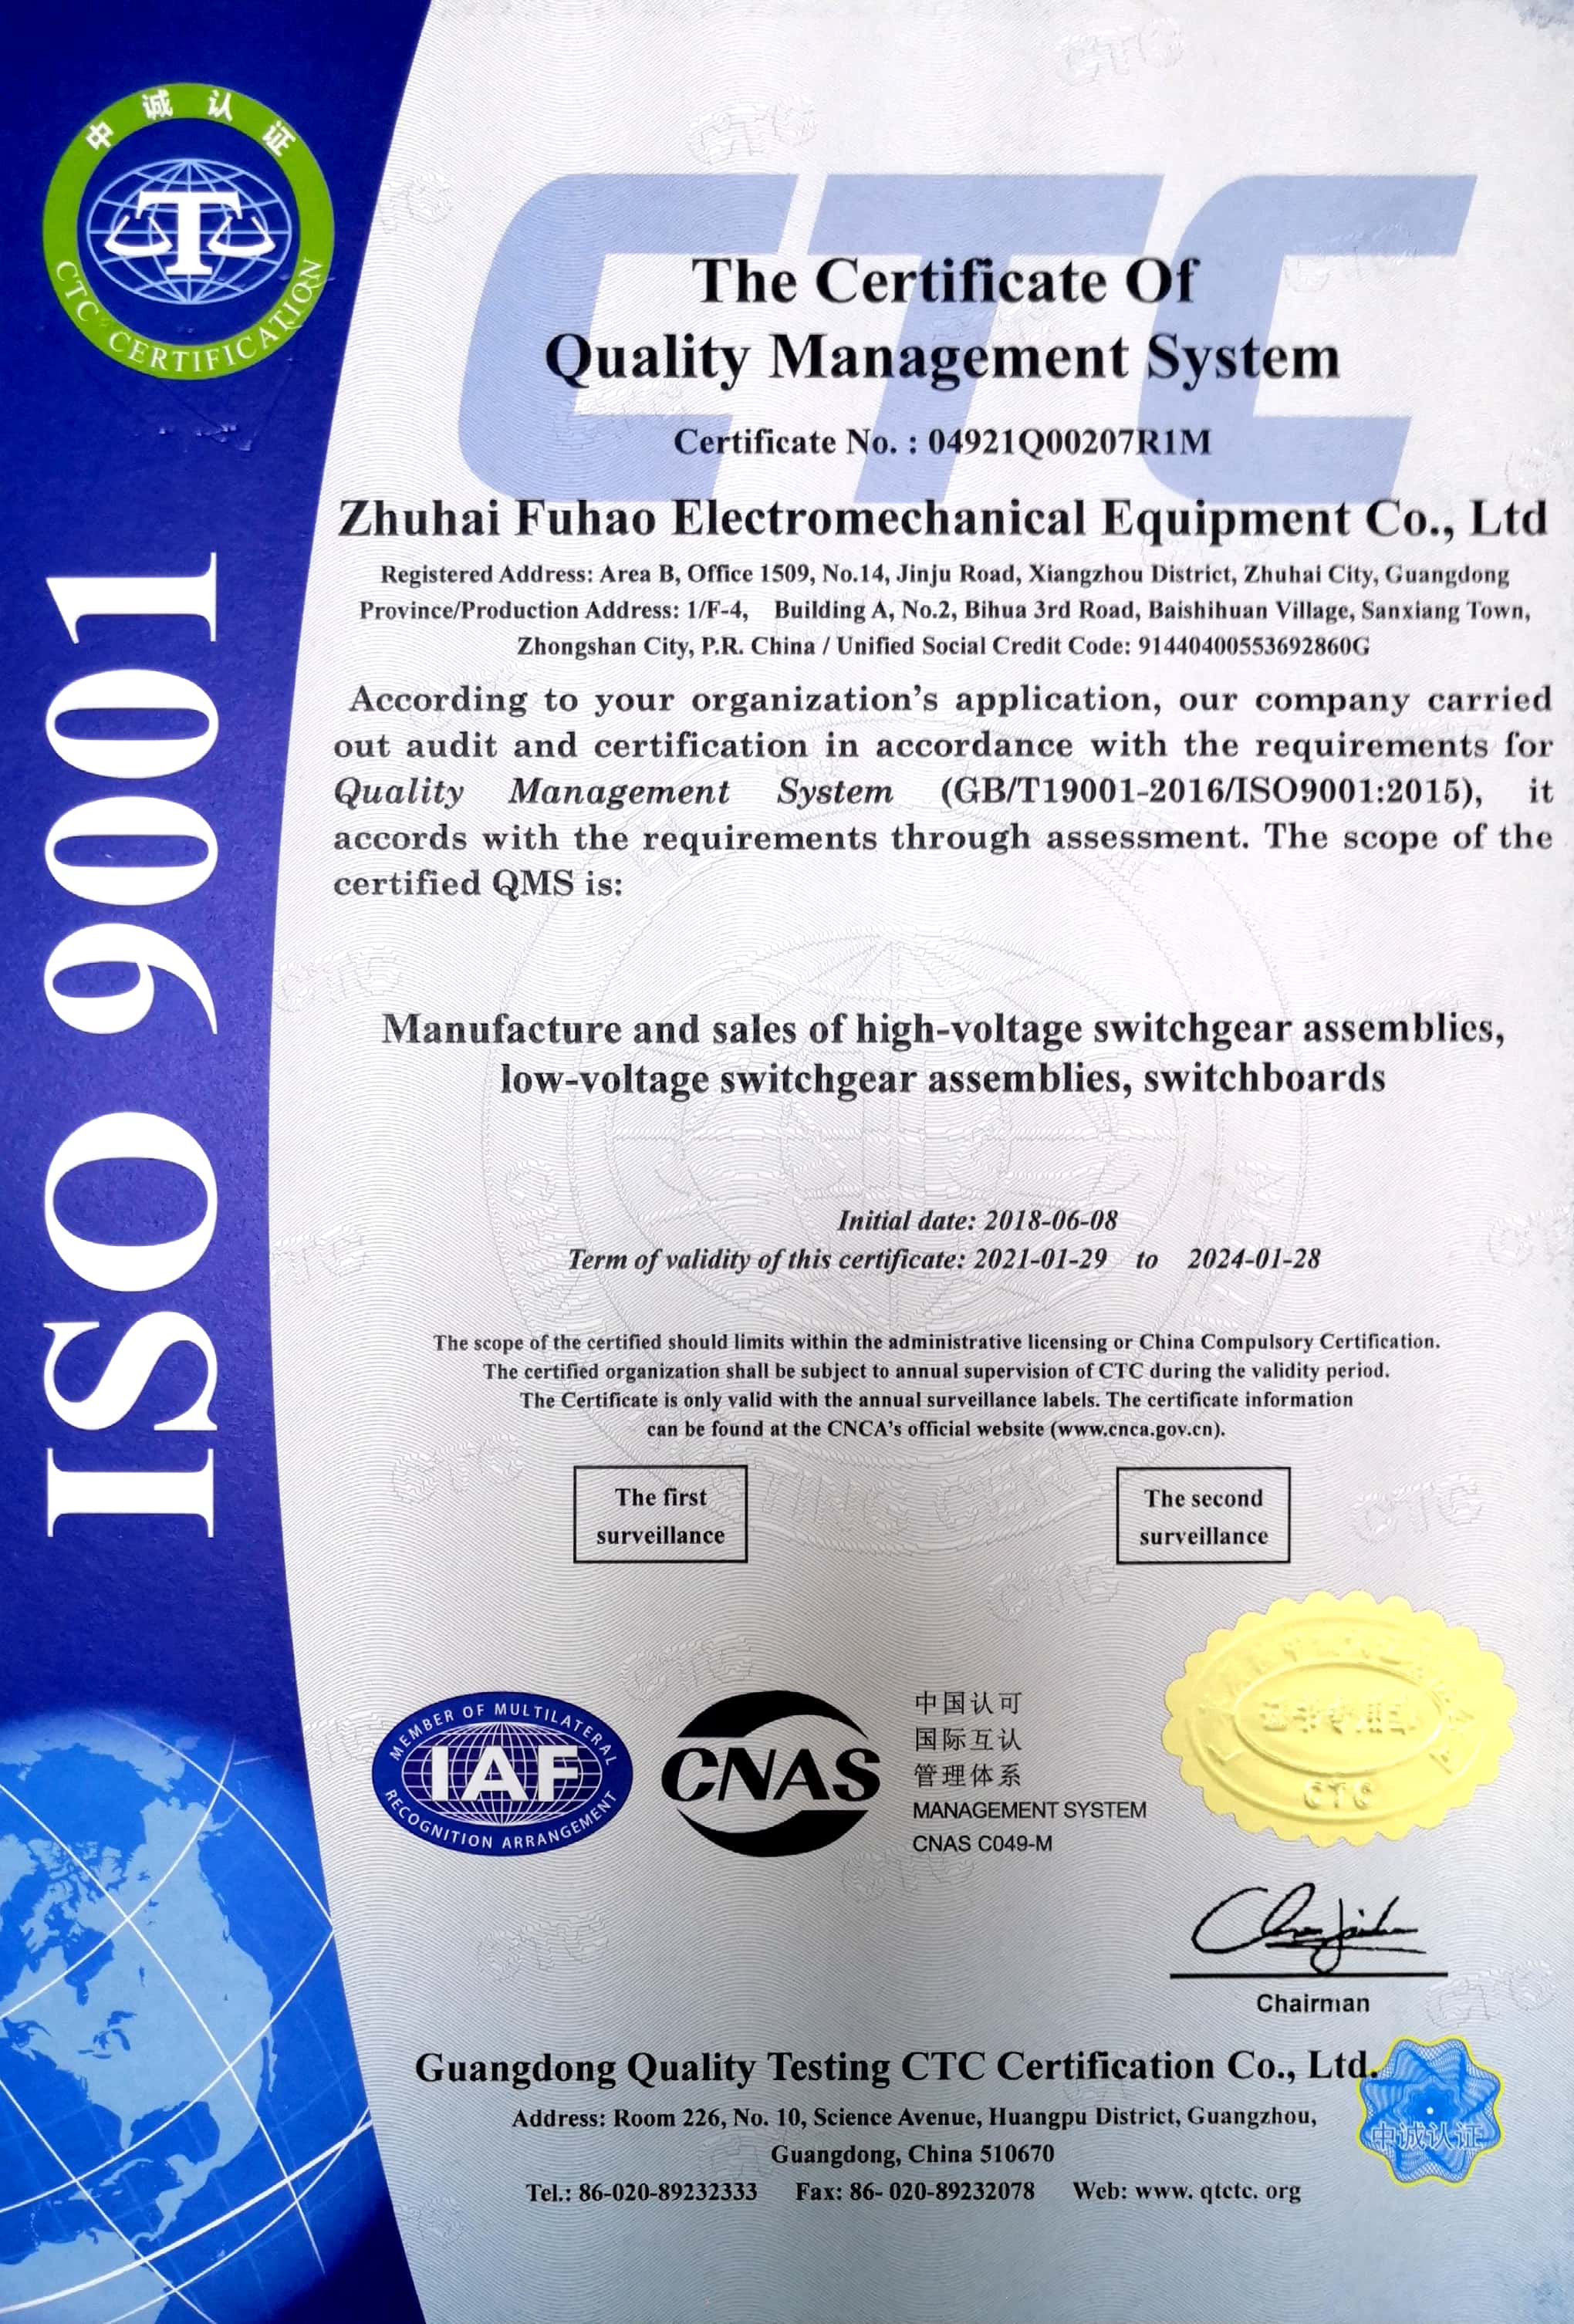 中诚认证
CTC CERTIFICATION
ISO 9001
CTC
The Certificate Of
Quality Management System
Certificate No. : 04921Q00207R1M
Zhuhai Fuhao Electromechanical Equipment Co., Ltd
Registered Address: Area B, Office 1509, No.14, Jinju Road, Xiangzhou District, Zhuhai City, Guangdong
Province/Production Address: 1/F-4, Building A, No.2, Bihua 3rd Road, Baishihuan Village, Sanxiang Town,
Zhongshan City, P.R. China / Unified Social Credit Code: 91440400553692860G
According to your organization's application, our company carried
out audit and certification in accordance with the requirements for
Quality Management System (GB/T19001-2016/ISO9001:2015), it
accords with the requirements through assessment. The scope of the
certified QMS is:
Manufacture and sales of high-voltage switchgear assemblies,
low-voltage switchgear assemblies, switchboards
Initial date: 2018-06-08
Term of validity of this certificate: 2021-01-29 to 2024-01-28
The scope of the certified should limits within the administrative licensing or China Compulsory Certification.
The certified organization shall be subject to annual supervision of CTC during the validity period.
The Certificate is only valid with the annual surveillance labels. The certificate information
can be found at the CNCA's official website (www.cnca.gov.cn).
The first
surveillance
The second
surveillance
MEMBER OF MULTILATERAL
IAF
RECOGNITION ARRANGEMENT
CNAS
中国认可
国际互认
管理体系
MANAGEMENT SYSTEM
CNAS C049-M
CTC
Chairman
Guangdong Quality Testing CTC Certification Co., Ltd.
Address: Room 226, No. 10, Science Avenue, Huangpu District, Guangzhou,
Guangdong, China 510670
Tel.: 86-020-89232333 Fax: 86- 020-89232078 Web: www. qtctc. org
中诚认证